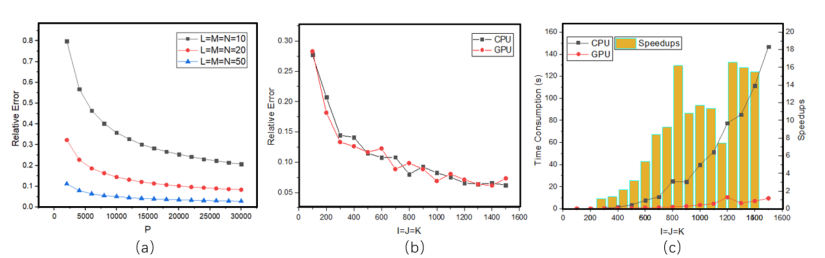 0.8
0.7
0.6
0.5
0.4
0.3
0.2
0.1
0.0
Relative Error
L=M=N=10
L=M=N=20
L=M=N=50
0 5000 10000 15000 20000 25000 30000
P
(a)
0.30
0.25
0.20
0.15
0.10
0.05
Relative Error
CPU
GPU
0 200 400 600 800 1000 1200 1400 1600
I=J=K
(b)
160
140
120
100
80
60
40
20
0
Time Consumption (s)
CPU
GPU
Speedups
20
18
16
14
12
10
8
6
4
2
0
Speedups
0 200 400 600 800 1000 1200 1400 1600
I=J=K
(c)